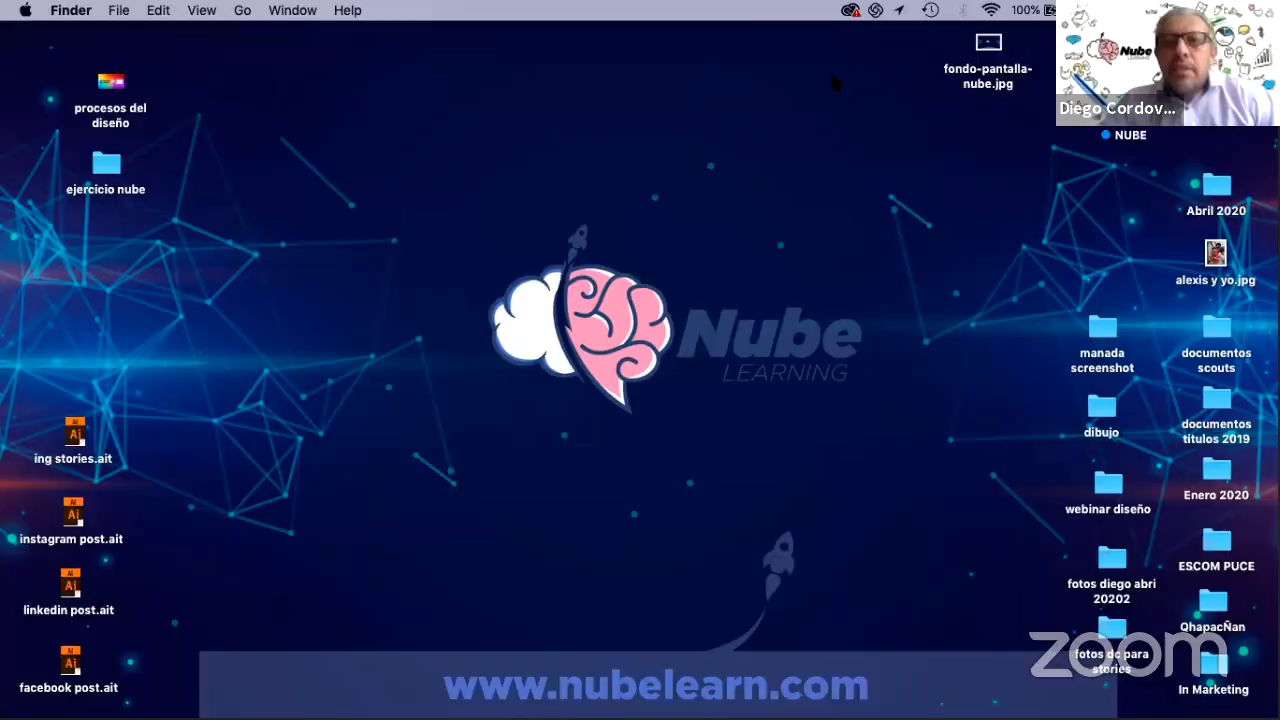 Finder File Edit View Go Window Help
100%
procesos del
diseño
ejercicio nube
ing stories.ait
instagram post.ait
linkedin post.ait
facebook post.ait
Nube
LEARNING
www.nubelearn.com
fondo-pantalla-
nube.jpg
Nube
Diego Cordov...
NUBE
Abril 2020
alexis y yo.jpg
manada
screenshot
documentos
scouts
dibujo
documentos
titulos 2019
webinar diseño
Enero 2020
fotos diego abri
20202
ESCOM PUCE
fotos dc para
stories
QhapacÑan
In Marketing
zoom